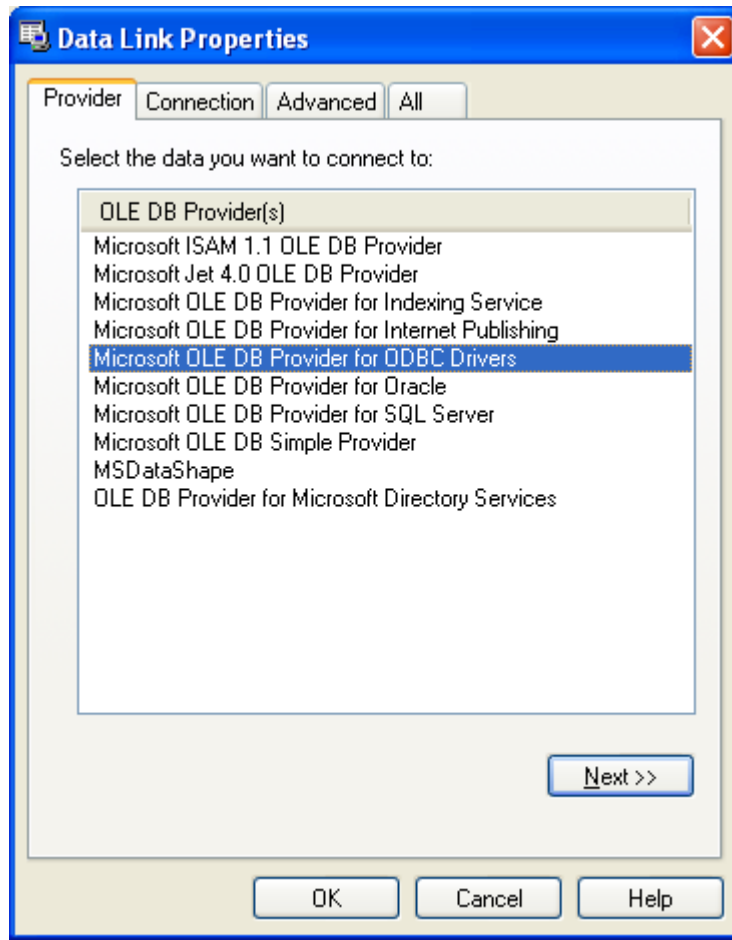 Data Link Properties
Provider Connection Advanced All
Select the data you want to connect to:
OLE DB Provider(s)
Microsoft ISAM 1.1 OLE DB Provider
Microsoft Jet 4.0 OLE DB Provider
Microsoft OLE DB Provider for Indexing Service
Microsoft OLE DB Provider for Internet Publishing
Microsoft OLE DB Provider for ODBC Drivers
Microsoft OLE DB Provider for Oracle
Microsoft OLE DB Provider for SQL Server
Microsoft OLE DB Simple Provider
MSDataShape
OLE DB Provider for Microsoft Directory Services
Next >>
OK Cancel Help